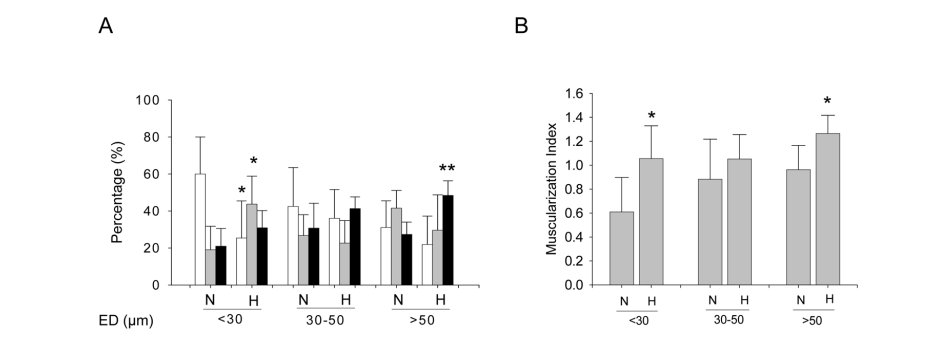 A
B
Percentage (%)
100
80
60
40
20
0
*
*
**
N H N H N H
ED (μm) <30 30-50 >50
Muscularization Index
1.6
1.4
1.2
1.0
0.8
0.6
0.4
0.2
0.0
*
*
N H N H N H
<30 30-50 >50